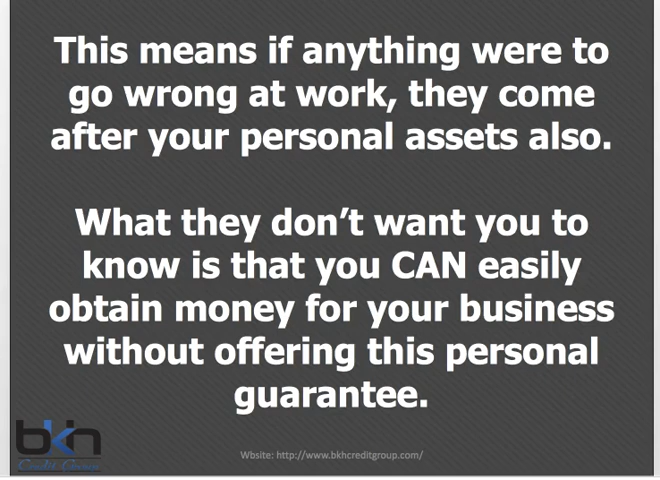 This means if anything were to
go wrong at work, they come
after your personal assets also.
What they don’t want you to
know is that you CAN easily
obtain money for your business
without offering this personal
guarantee.
bkh
Credit Group
Wbsite: http://www.bkhcreditgroup.com/